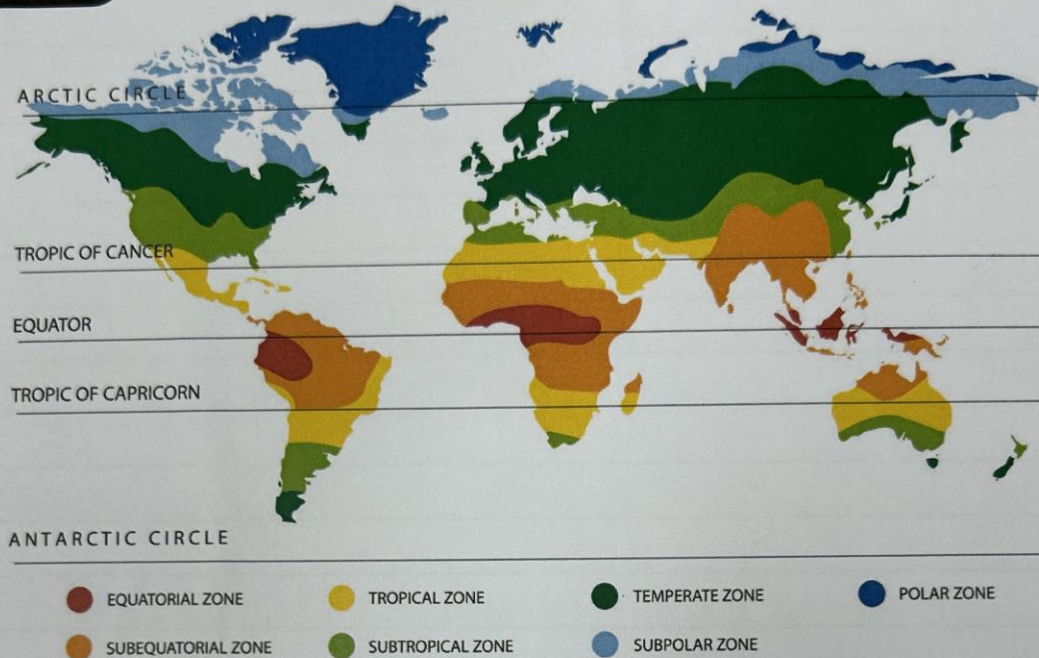 ARCTIC CIRCLE
TROPIC OF CANCER
EQUATOR
TROPIC OF CAPRICORN
ANTARCTIC CIRCLE
EQUATORIAL ZONE
TROPICAL ZONE
TEMPERATE ZONE
POLAR ZONE
SUBEQUATORIAL ZONE
SUBTROPICAL ZONE
SUBPOLAR ZONE